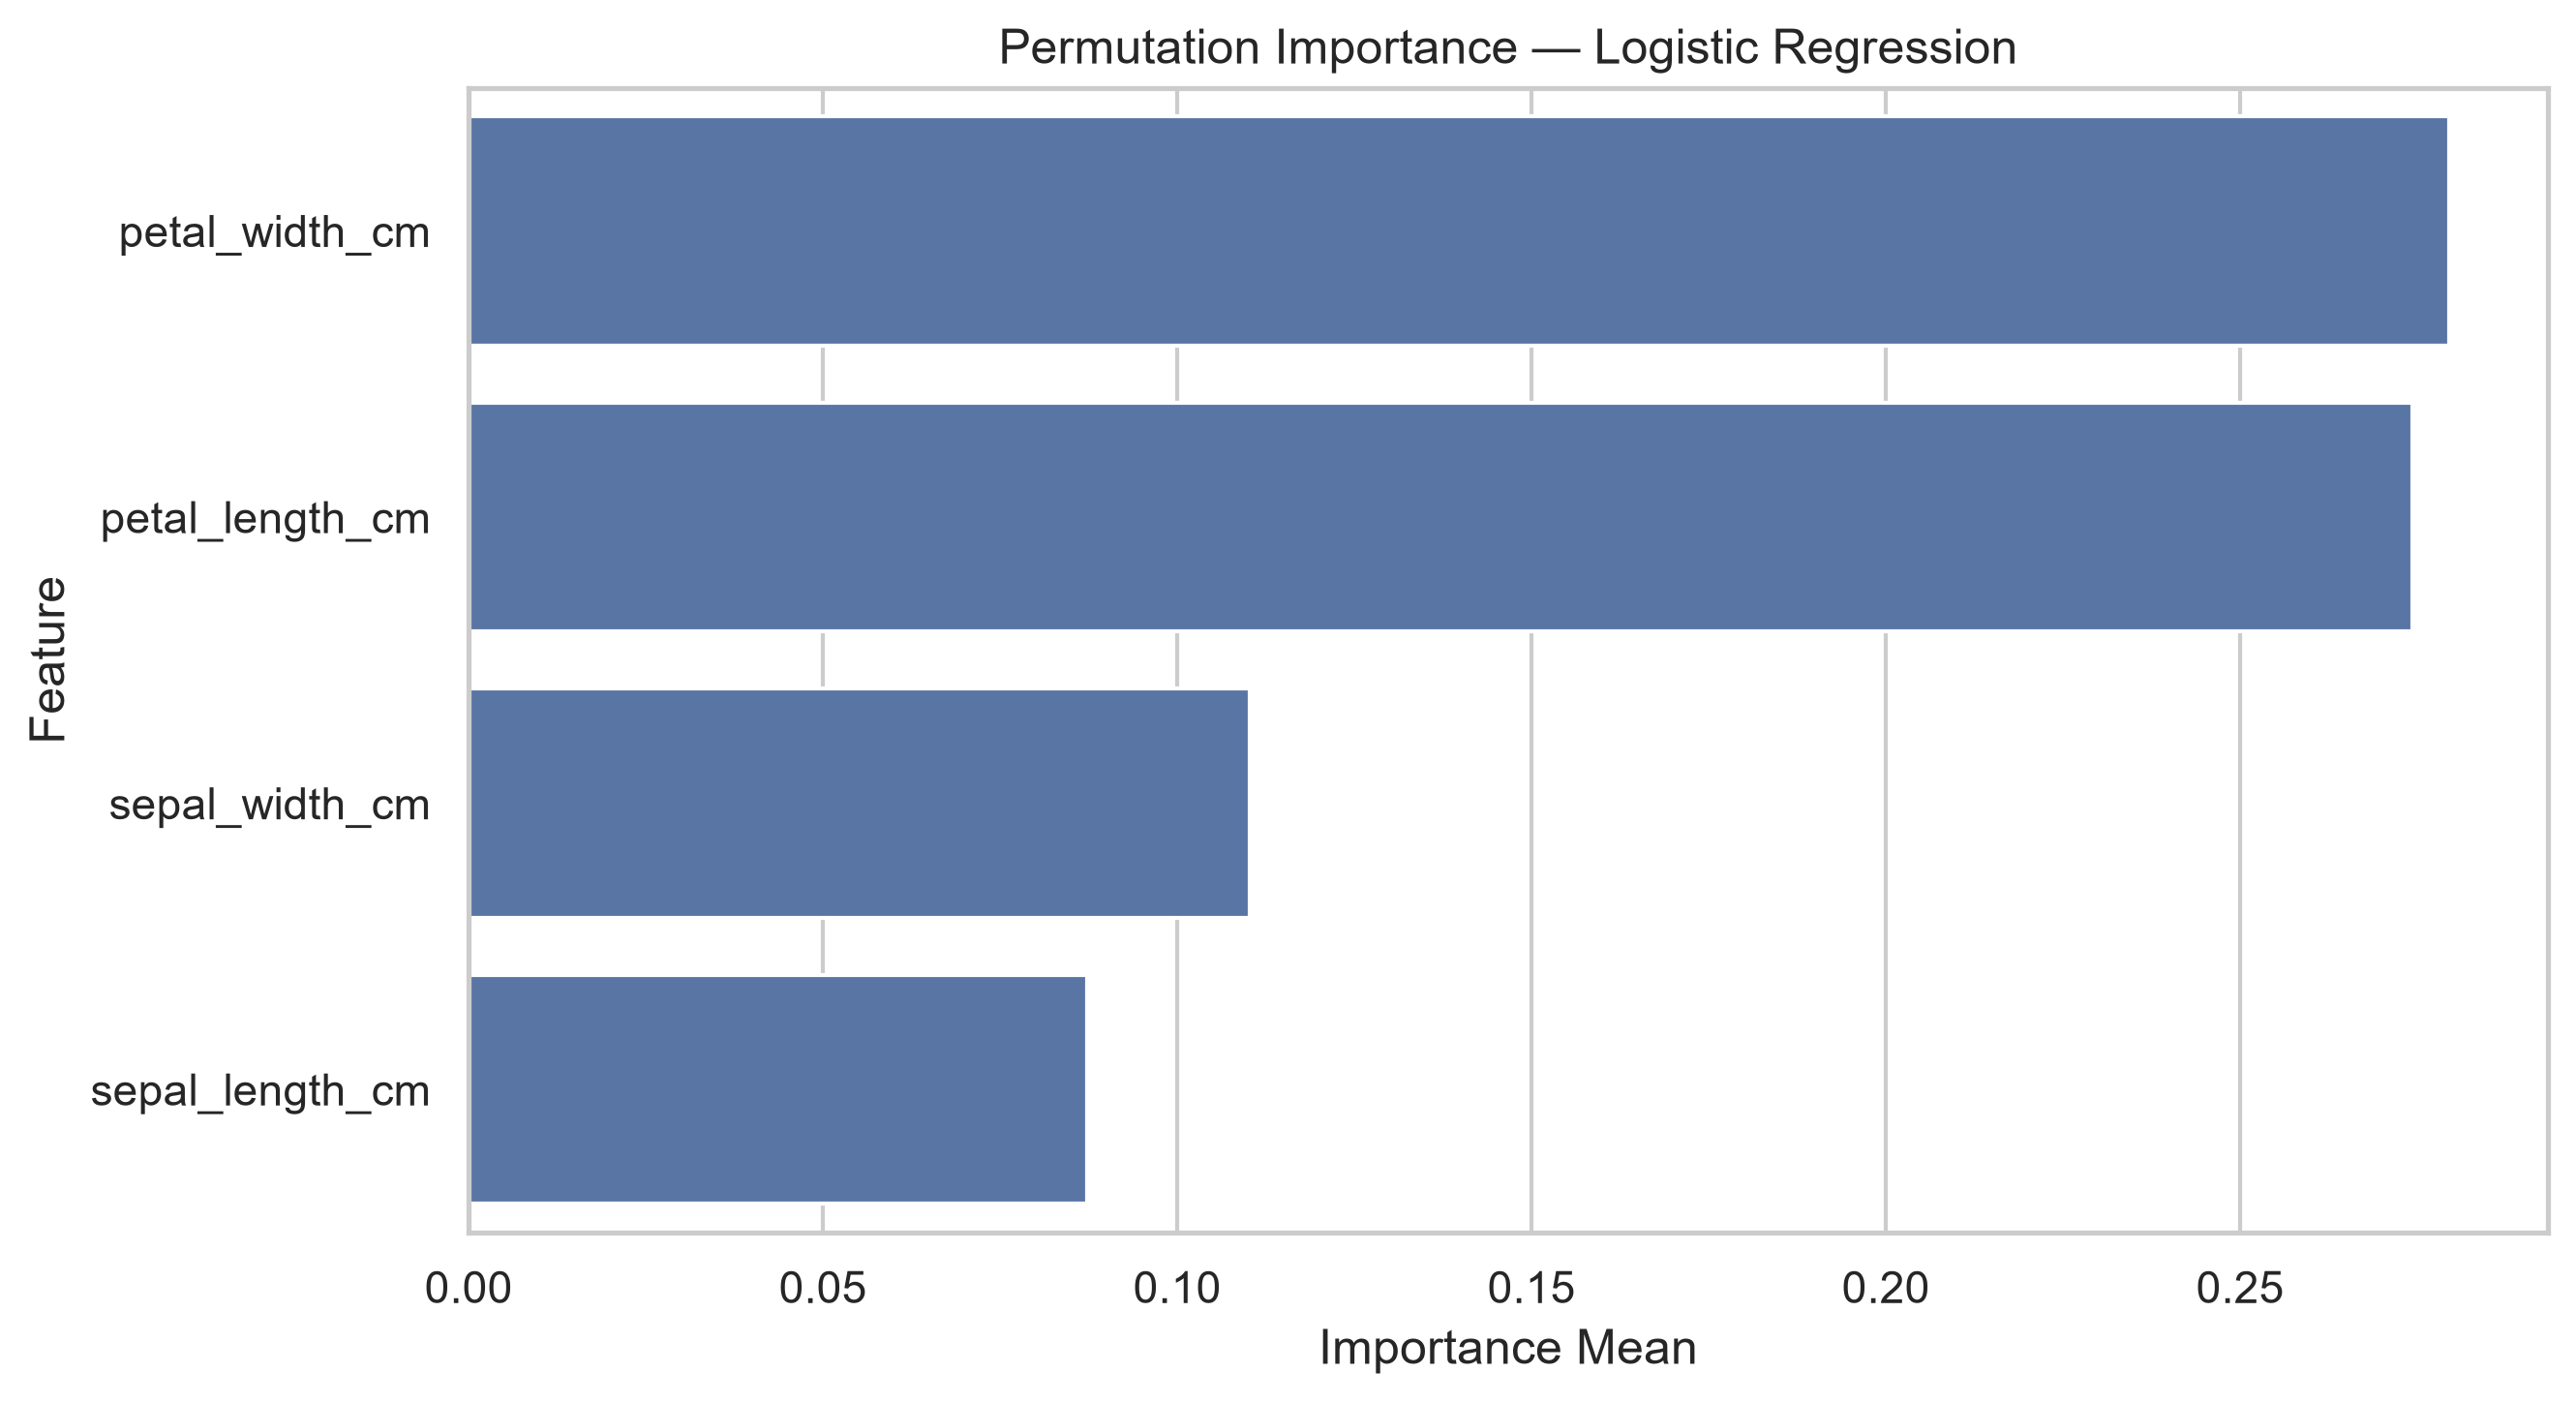 Permutation Importance — Logistic Regression
Feature
petal_width_cm
petal_length_cm
sepal_width_cm
sepal_length_cm
0.00 0.05 0.10 0.15 0.20 0.25
Importance Mean